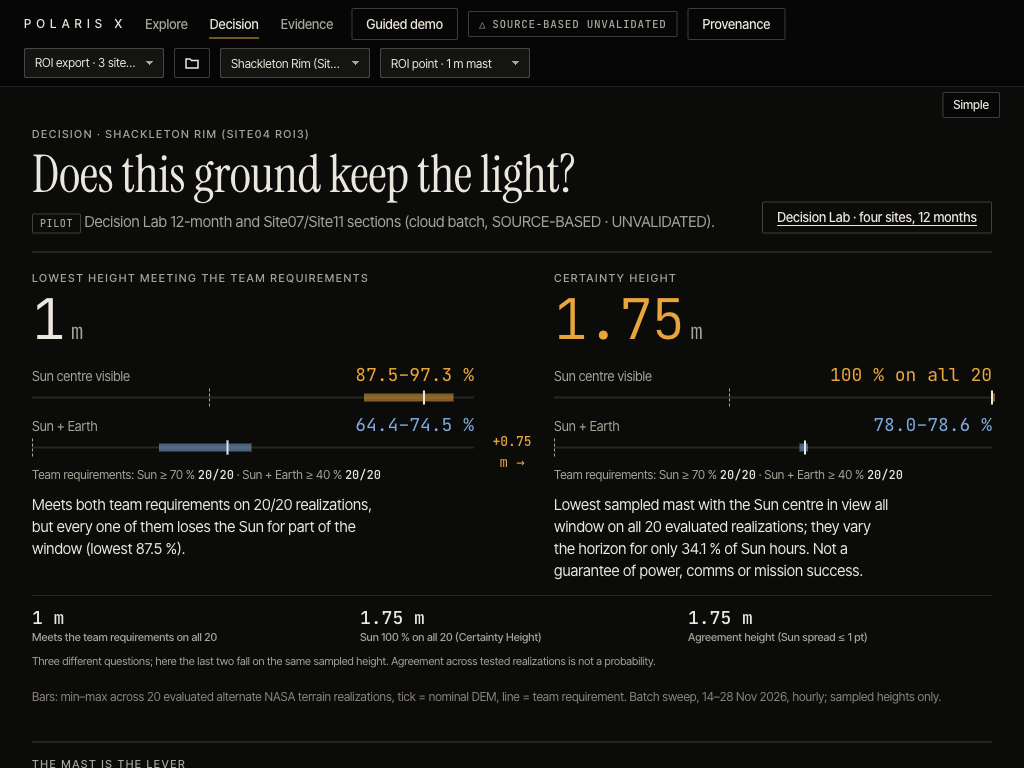 POLARIS X Explore Decision Evidence Guided demo △ SOURCE-BASED UNVALIDATED Provenance
ROI export · 3 site... Shackleton Rim (Sit... ROI point · 1 m mast
Simple
DECISION · SHACKLETON RIM (SITE04 ROI3)
Does this ground keep the light?
PILOT Decision Lab 12-month and Site07/Site11 sections (cloud batch, SOURCE-BASED · UNVALIDATED).
Decision Lab · four sites, 12 months
LOWEST HEIGHT MEETING THE TEAM REQUIREMENTS
1 m
Sun centre visible 87.5–97.3 %
Sun + Earth 64.4–74.5 %
Team requirements: Sun ≥ 70 % 20/20 · Sun + Earth ≥ 40 % 20/20
Meets both team requirements on 20/20 realizations,
but every one of them loses the Sun for part of the
window (lowest 87.5 %).
+0.75
m →
CERTAINTY HEIGHT
1.75 m
Sun centre visible 100 % on all 20
Sun + Earth 78.0–78.6 %
Team requirements: Sun ≥ 70 % 20/20 · Sun + Earth ≥ 40 % 20/20
Lowest sampled mast with the Sun centre in view all
window on all 20 evaluated realizations; they vary
the horizon for only 34.1 % of Sun hours. Not a
guarantee of power, comms or mission success.
1 m
Meets the team requirements on all 20
1.75 m
Sun 100 % on all 20 (Certainty Height)
1.75 m
Agreement height (Sun spread ≤ 1 pt)
Three different questions; here the last two fall on the same sampled height. Agreement across tested realizations is not a probability.
Bars: min–max across 20 evaluated alternate NASA terrain realizations, tick = nominal DEM, line = team requirement. Batch sweep, 14–28 Nov 2026, hourly; sampled heights only.
THE MAST IS THE LEVER